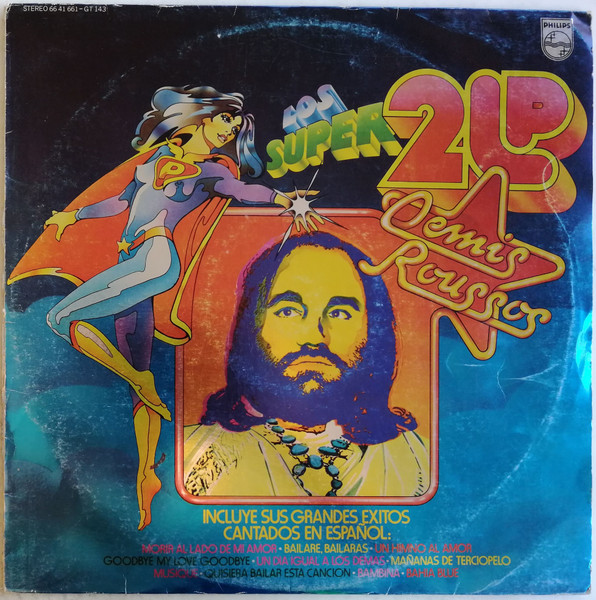 STEREO 66 41 661 - GT 143
PHILIPS
LOS
SUPER
2LP
Demis
Roussos
P
INCLUYE SUS GRANDES EXITOS
CANTADOS EN ESPAÑOL:
MORIR AL LADO DE MI AMOR · BAILARE, BAILARAS · UN HIMNO AL AMOR
GOODBYE MY LOVE GOODBYE · UN DIA IGUAL A LOS DEMAS · MAÑANAS DE TERCIOPELO
MUSIQUE · QUISIERA BAILAR ESTA CANCION · BAMBINA · BAHIA BLUE